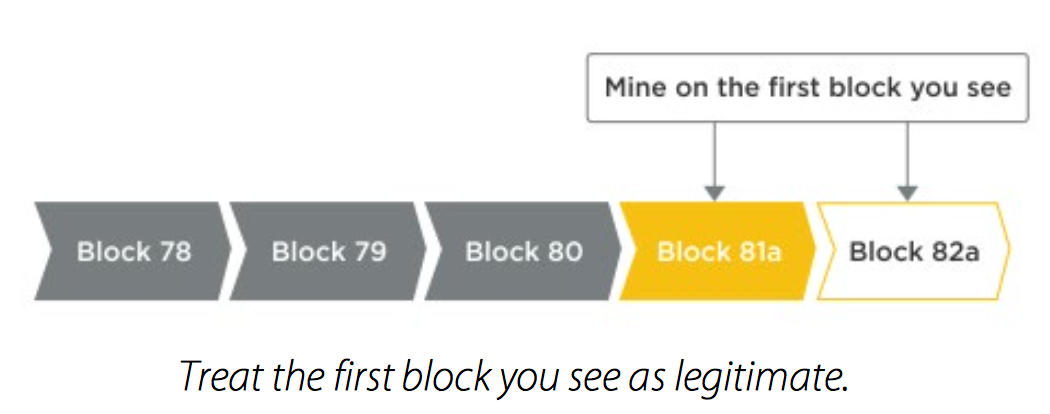 Mine on the first block you see
Block 78
Block 79
Block 80
Block 81a
Block 82a
Treat the first block you see as legitimate.